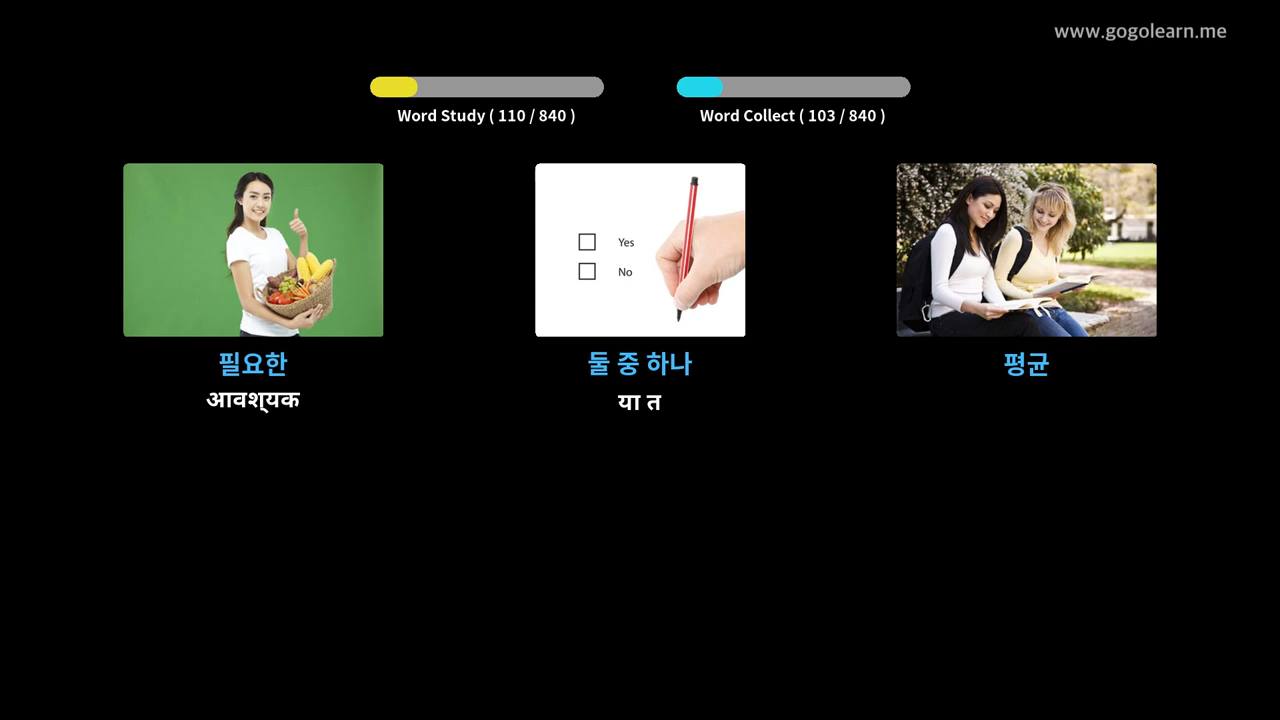 www.gogolearn.me
Word Study ( 110 / 840 )
Word Collect ( 103 / 840 )
Yes
No
필요한
둘 중 하나
평균
आवश्यक
या त